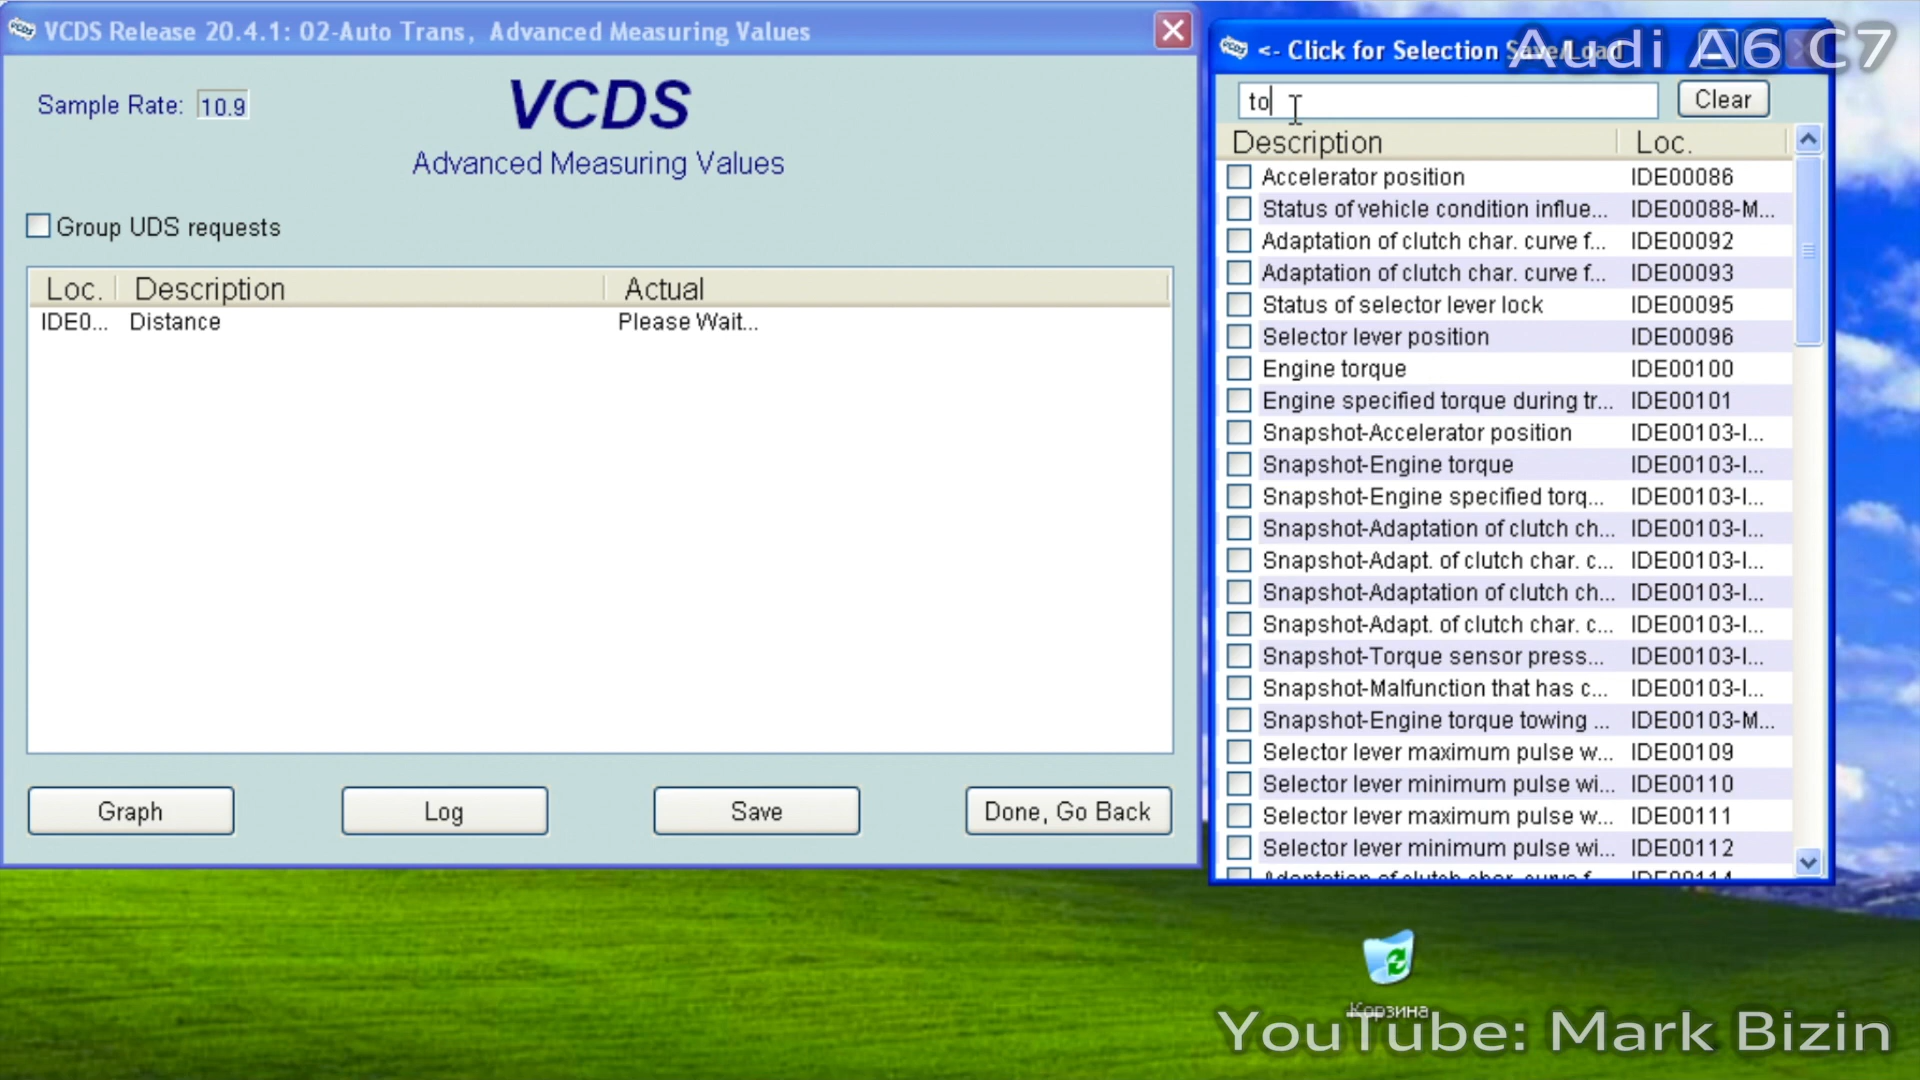 VCDS Release 20.4.1: 02-Auto Trans, Advanced Measuring Values
Sample Rate: 10.9
VCDS
Advanced Measuring Values
Group UDS requests
Loc. Description Actual
IDE0... Distance Please Wait...
Graph Log Save Done, Go Back
<- Click for Selection Save/Load
Audi A6 C7
to
Clear
Description Loc.
Accelerator position IDE00086
Status of vehicle condition influe... IDE00088-M...
Adaptation of clutch char. curve f... IDE00092
Adaptation of clutch char. curve f... IDE00093
Status of selector lever lock IDE00095
Selector lever position IDE00096
Engine torque IDE00100
Engine specified torque during tr... IDE00101
Snapshot-Accelerator position IDE00103-I...
Snapshot-Engine torque IDE00103-I...
Snapshot-Engine specified torq... IDE00103-I...
Snapshot-Adaptation of clutch ch... IDE00103-I...
Snapshot-Adapt. of clutch char. c... IDE00103-I...
Snapshot-Adaptation of clutch ch... IDE00103-I...
Snapshot-Adapt. of clutch char. c... IDE00103-I...
Snapshot-Torque sensor press... IDE00103-I...
Snapshot-Malfunction that has c... IDE00103-I...
Snapshot-Engine torque towing ... IDE00103-M...
Selector lever maximum pulse w... IDE00109
Selector lever minimum pulse wi... IDE00110
Selector lever maximum pulse w... IDE00111
Selector lever minimum pulse wi... IDE00112
Adaptation of clutch char. curve f... IDE00114
Корзина
YouTube: Mark Bizin